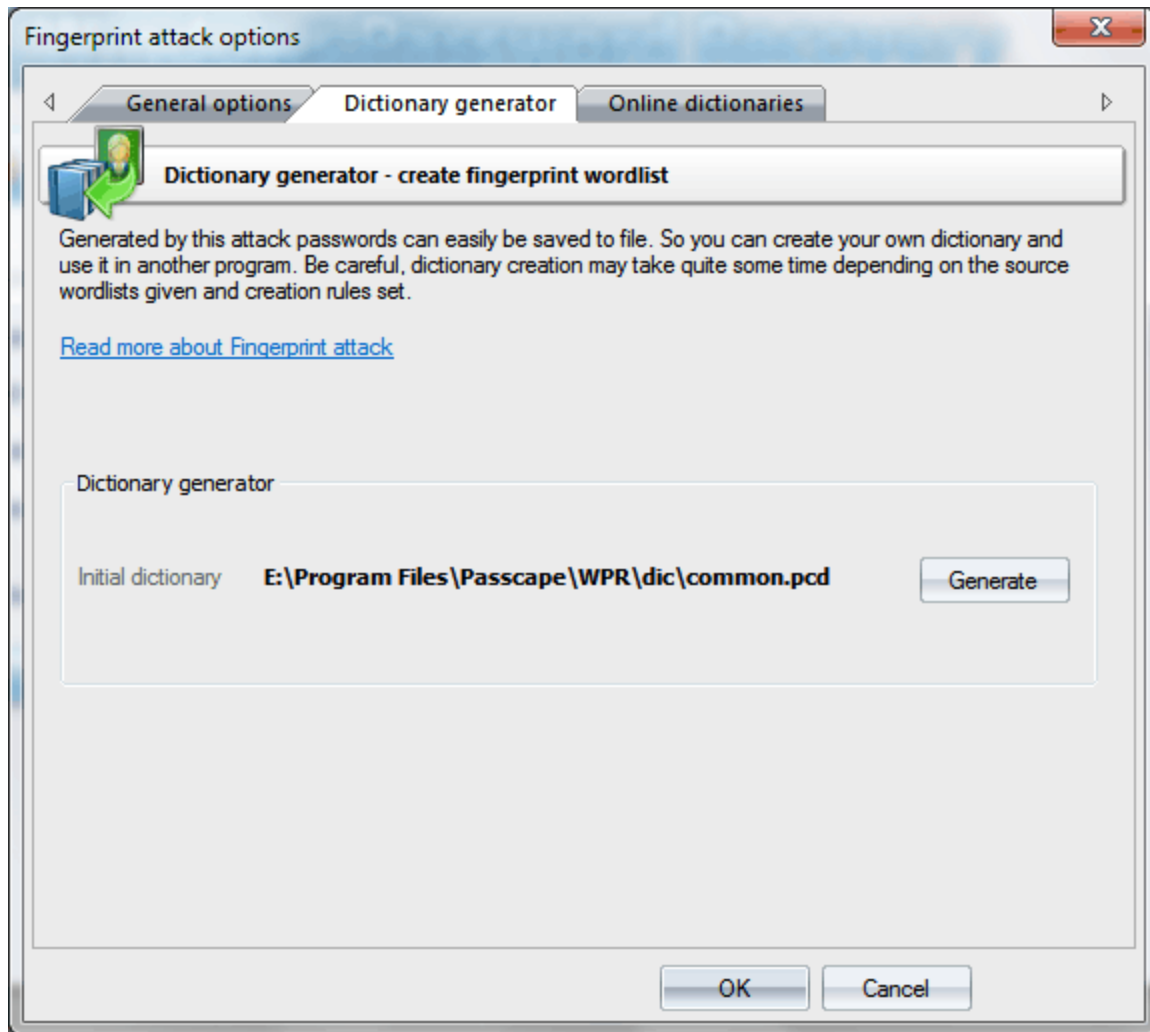 Fingerprint attack options
General options
Dictionary generator
Online dictionaries
Dictionary generator - create fingerprint wordlist
Generated by this attack passwords can easily be saved to file. So you can create your own dictionary and
use it in another program. Be careful, dictionary creation may take quite some time depending on the source
wordlists given and creation rules set.
Read more about Fingerprint attack
Dictionary generator
Initial dictionary E:\Program Files\Passcape\WPR\dic\common.pcd Generate
OK Cancel